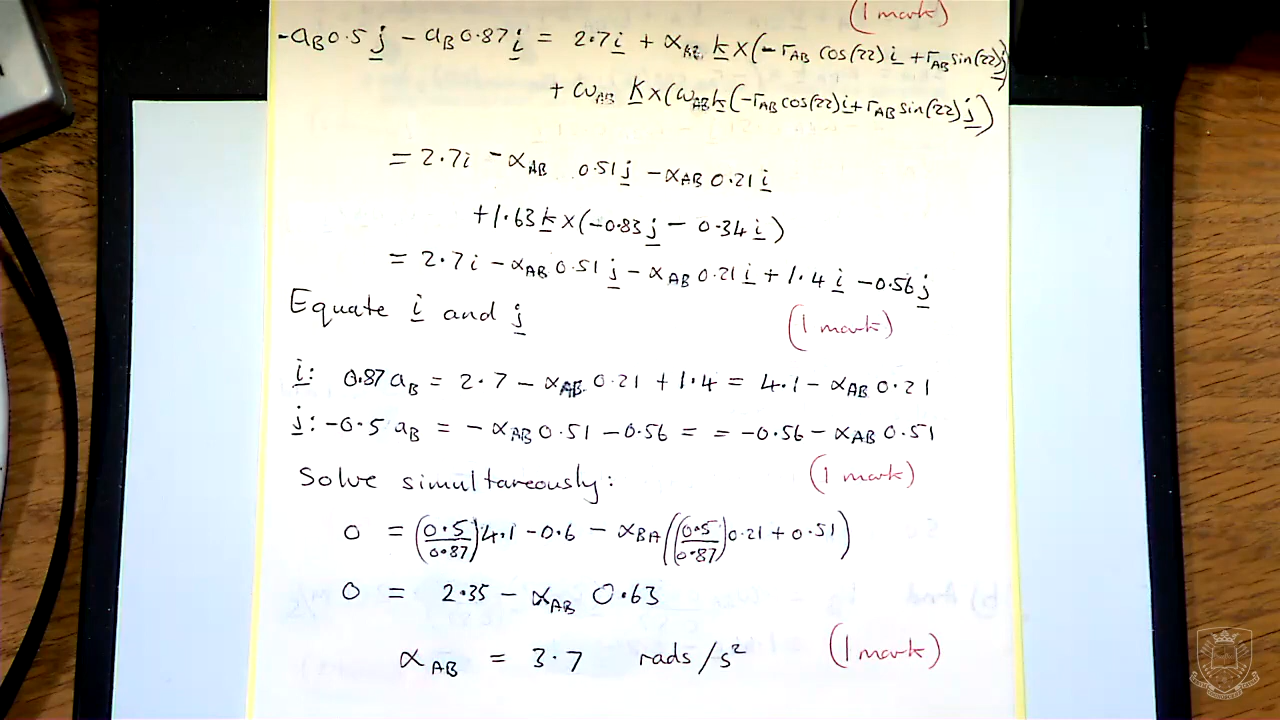 (1 mark)
-a_B 0.5 j - a_B 0.87 i = 2.7 i + α_AB k × (- r_AB cos(22) i + r_AB sin(22) j)
+ ω_AB k × (ω_AB k (- r_AB cos(22) i + r_AB sin(22) j)
= 2.7 i - α_AB 0.51 j - α_AB 0.21 i
+ 1.63 k × (-0.83 j - 0.34 i)
= 2.7 i - α_AB 0.51 j - α_AB 0.21 i + 1.4 i - 0.56 j
Equate i and j (1 mark)
i: 0.87 a_B = 2.7 - α_AB 0.21 + 1.4 = 4.1 - α_AB 0.21
j: -0.5 a_B = - α_AB 0.51 - 0.56 = = -0.56 - α_AB 0.51
Solve simultaneously: (1 mark)
0 = (0.5/0.87) 4.1 - 0.6 - α_BA ((0.5/0.87) 0.21 + 0.51)
0 = 2.35 - α_AB 0.63
α_AB = 3.7 rads/s² (1 mark)